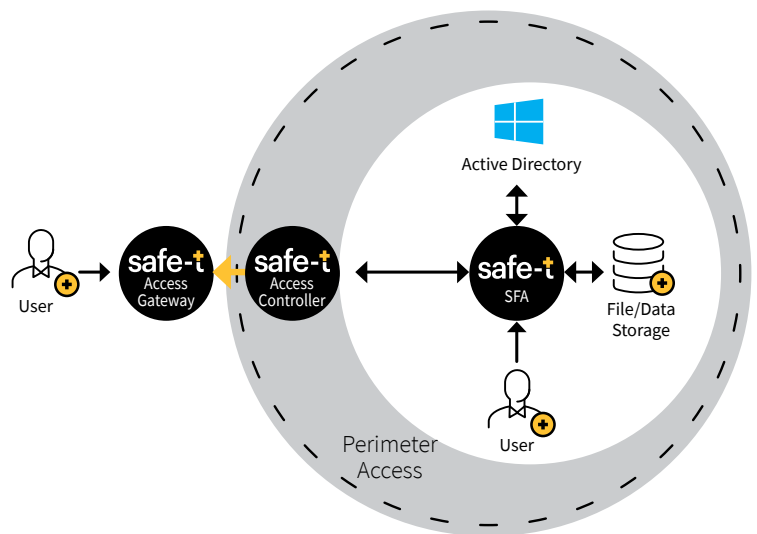 Active Directory
safe-t
Access
Gateway
safe-t
Access
Controller
safe-t
SFA
User
File/Data
Storage
User
Perimeter
Access